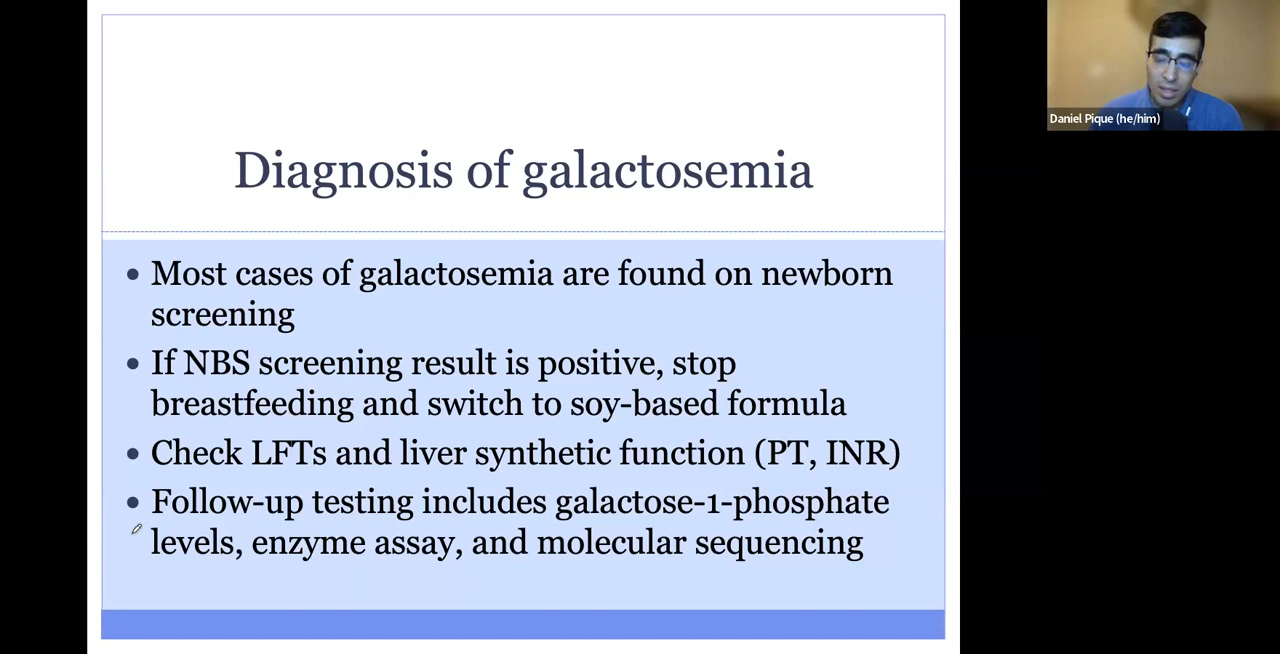 Diagnosis of galactosemia
• Most cases of galactosemia are found on newborn
screening
• If NBS screening result is positive, stop
breastfeeding and switch to soy-based formula
• Check LFTs and liver synthetic function (PT, INR)
• Follow-up testing includes galactose-1-phosphate
levels, enzyme assay, and molecular sequencing
Daniel Pique (he/him)